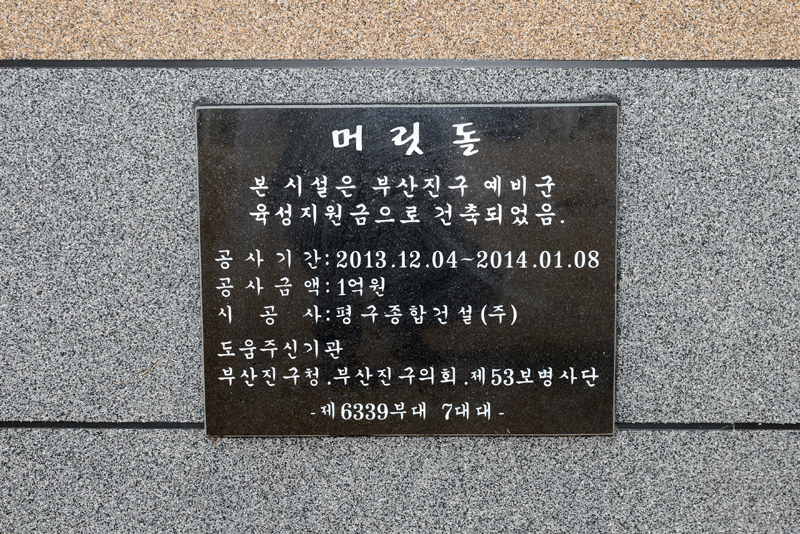 머릿돌
본 시설은 부산진구 예비군
육성지원금으로 건축되었음.
공사기간: 2013.12.04~2014.01.08
공사금액: 1억원
시공사: 평구종합건설(주)
도움주신기관
부산진구청.부산진구의회.제53보병사단
-제6339부대 7대대-